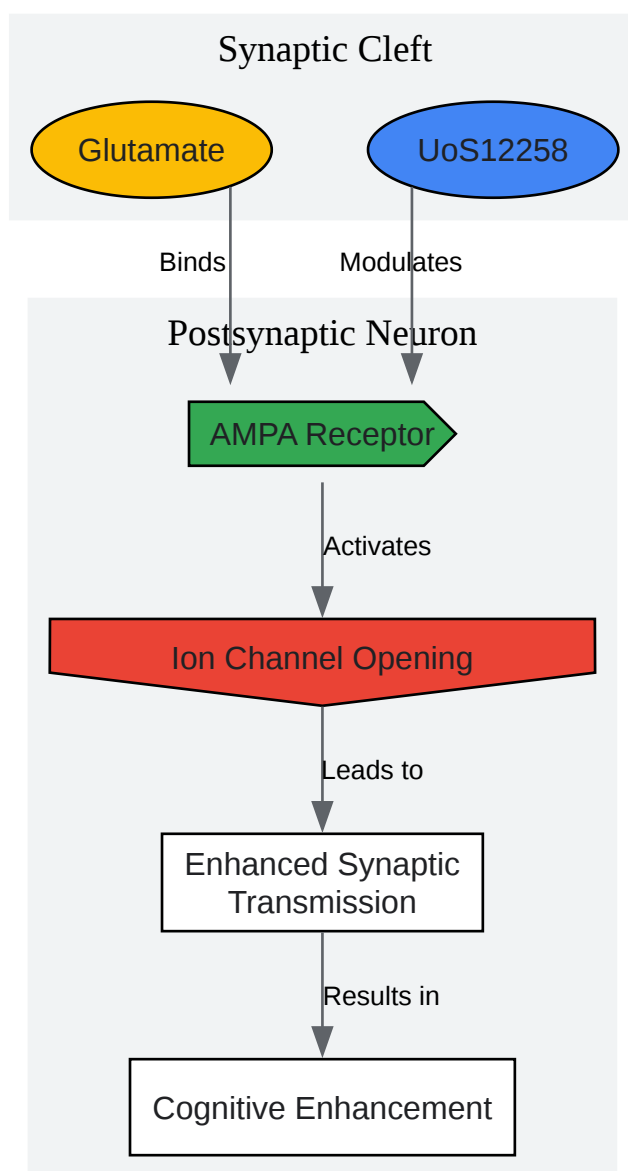 Synaptic Cleft
Glutamate
UoS12258
Binds
Modulates
Postsynaptic Neuron
AMPA Receptor
Activates
Ion Channel Opening
Leads to
Enhanced Synaptic
Transmission
Results in
Cognitive Enhancement